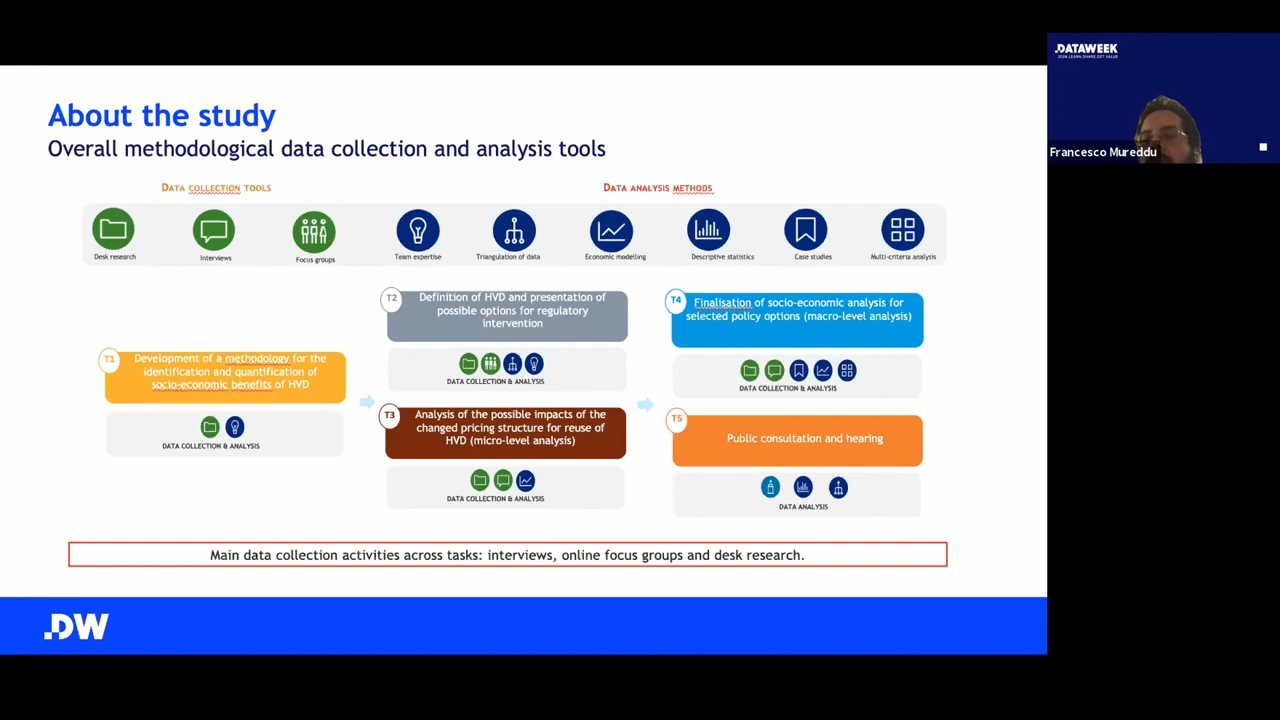 About the study
Overall methodological data collection and analysis tools
DATA COLLECTION TOOLS
DATA ANALYSIS METHODS
Desk research
Interviews
Focus groups
Team expertise
Triangulation of data
Economic modelling
Descriptive statistics
Case studies
Multi-criteria analysis
T1
Development of a methodology for the
identification and quantification of
socio-economic benefits of HVD
DATA COLLECTION & ANALYSIS
T2
Definition of HVD and presentation of
possible options for regulatory
intervention
DATA COLLECTION & ANALYSIS
T3
Analysis of the possible impacts of the
changed pricing structure for reuse of
HVD (micro-level analysis)
DATA COLLECTION & ANALYSIS
T4
Finalisation of socio-economic analysis for
selected policy options (macro-level analysis)
DATA COLLECTION & ANALYSIS
T5
Public consultation and hearing
DATA ANALYSIS
Main data collection activities across tasks: interviews, online focus groups and desk research.
.DW
.DATAWEEK
JOIN.LEARN.SHARE.GET VALUE
Francesco Mureddu